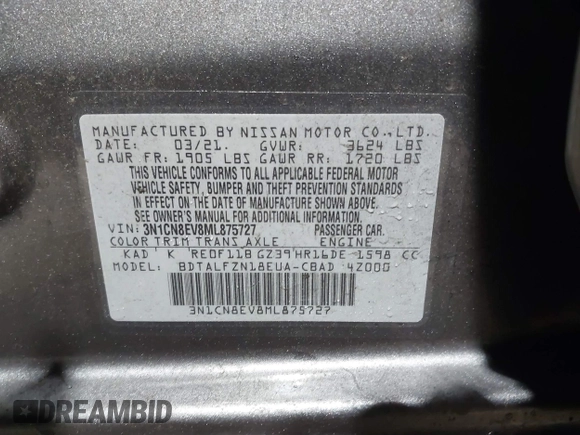 MANUFACTURED BY NISSAN MOTOR CO.,LTD.
DATE: 03/21. GVWR: 3624 LBS
GAWR FR: 1905 LBS GAWR RR: 1720 LBS
THIS VEHICLE CONFORMS TO ALL APPLICABLE FEDERAL MOTOR
VEHICLE SAFETY, BUMPER AND THEFT PREVENTION STANDARDS
IN EFFECT ON THE DATE OF MANUFACTURE SHOWN ABOVE.
SEE OWNER'S MANUAL FOR ADDITIONAL INFORMATION.
VIN: 3N1CN8EV8ML875727 PASSENGER CAR.
COLOR TRIM TRANS AXLE ENGINE
KAD K RE0F11B GZ39 HR16DE 1598 CC
MODEL: BDTALFZN18EUA-CBAD 4Z000
3N1CN8EV8ML875727
DREAMBID